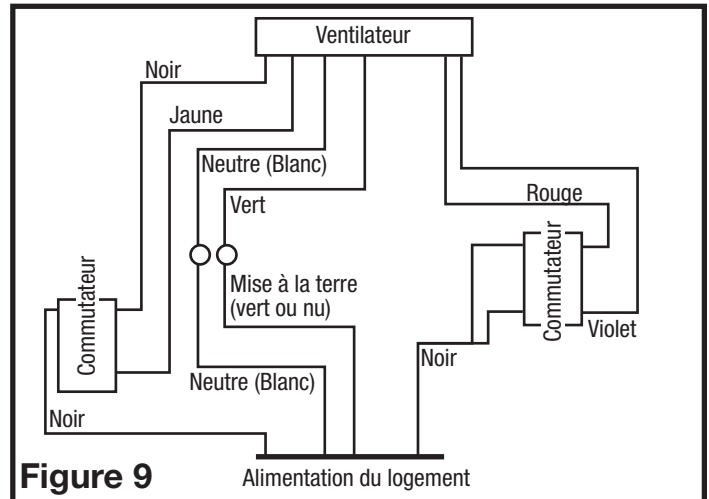 Ventilateur
Noir
Jaune
Neutre (Blanc)
Vert
Rouge
Commutateur
Mise à la terre
(vert ou nu)
Commutateur
Violet
Noir
Neutre (Blanc)
Noir
Figure 9
Alimentation du logement